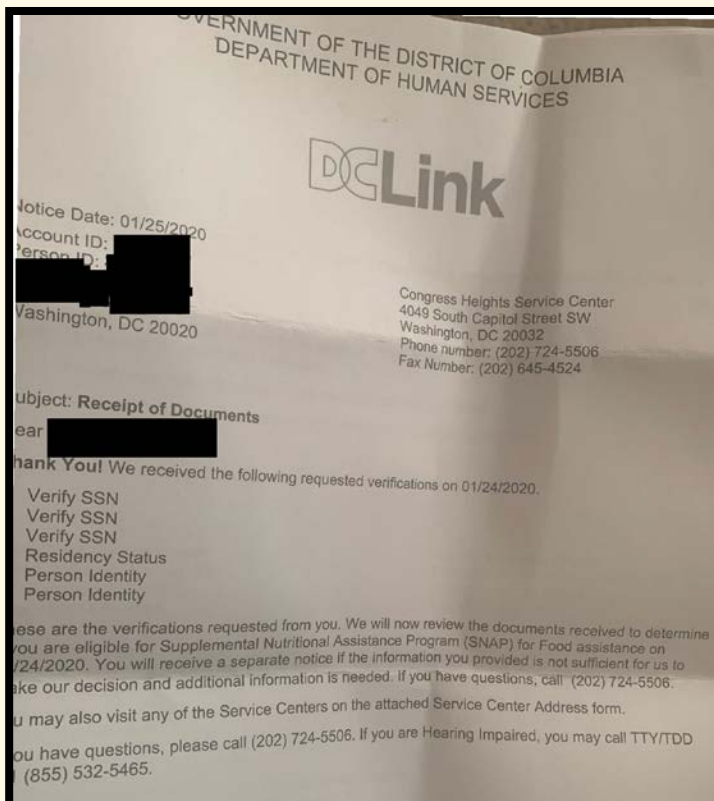 VERNMENT OF THE DISTRICT OF COLUMBIA
DEPARTMENT OF HUMAN SERVICES
DCLink
Notice Date: 01/25/2020
Account ID:
Person ID:
Washington, DC 20020
Congress Heights Service Center
4049 South Capitol Street SW
Washington, DC 20032
Phone number: (202) 724-5506
Fax Number: (202) 645-4524
ubject: Receipt of Documents
ear
hank You! We received the following requested verifications on 01/24/2020.
Verify SSN
Verify SSN
Verify SSN
Residency Status
Person Identity
Person Identity
ese are the verifications requested from you. We will now review the documents received to determine
you are eligible for Supplemental Nutritional Assistance Program (SNAP) for Food assistance on
/24/2020. You will receive a separate notice if the information you provided is not sufficient for us to
ake our decision and additional information is needed. If you have questions, call (202) 724-5506.
u may also visit any of the Service Centers on the attached Service Center Address form.
ou have questions, please call (202) 724-5506. If you are Hearing Impaired, you may call TTY/TDD
(855) 532-5465.